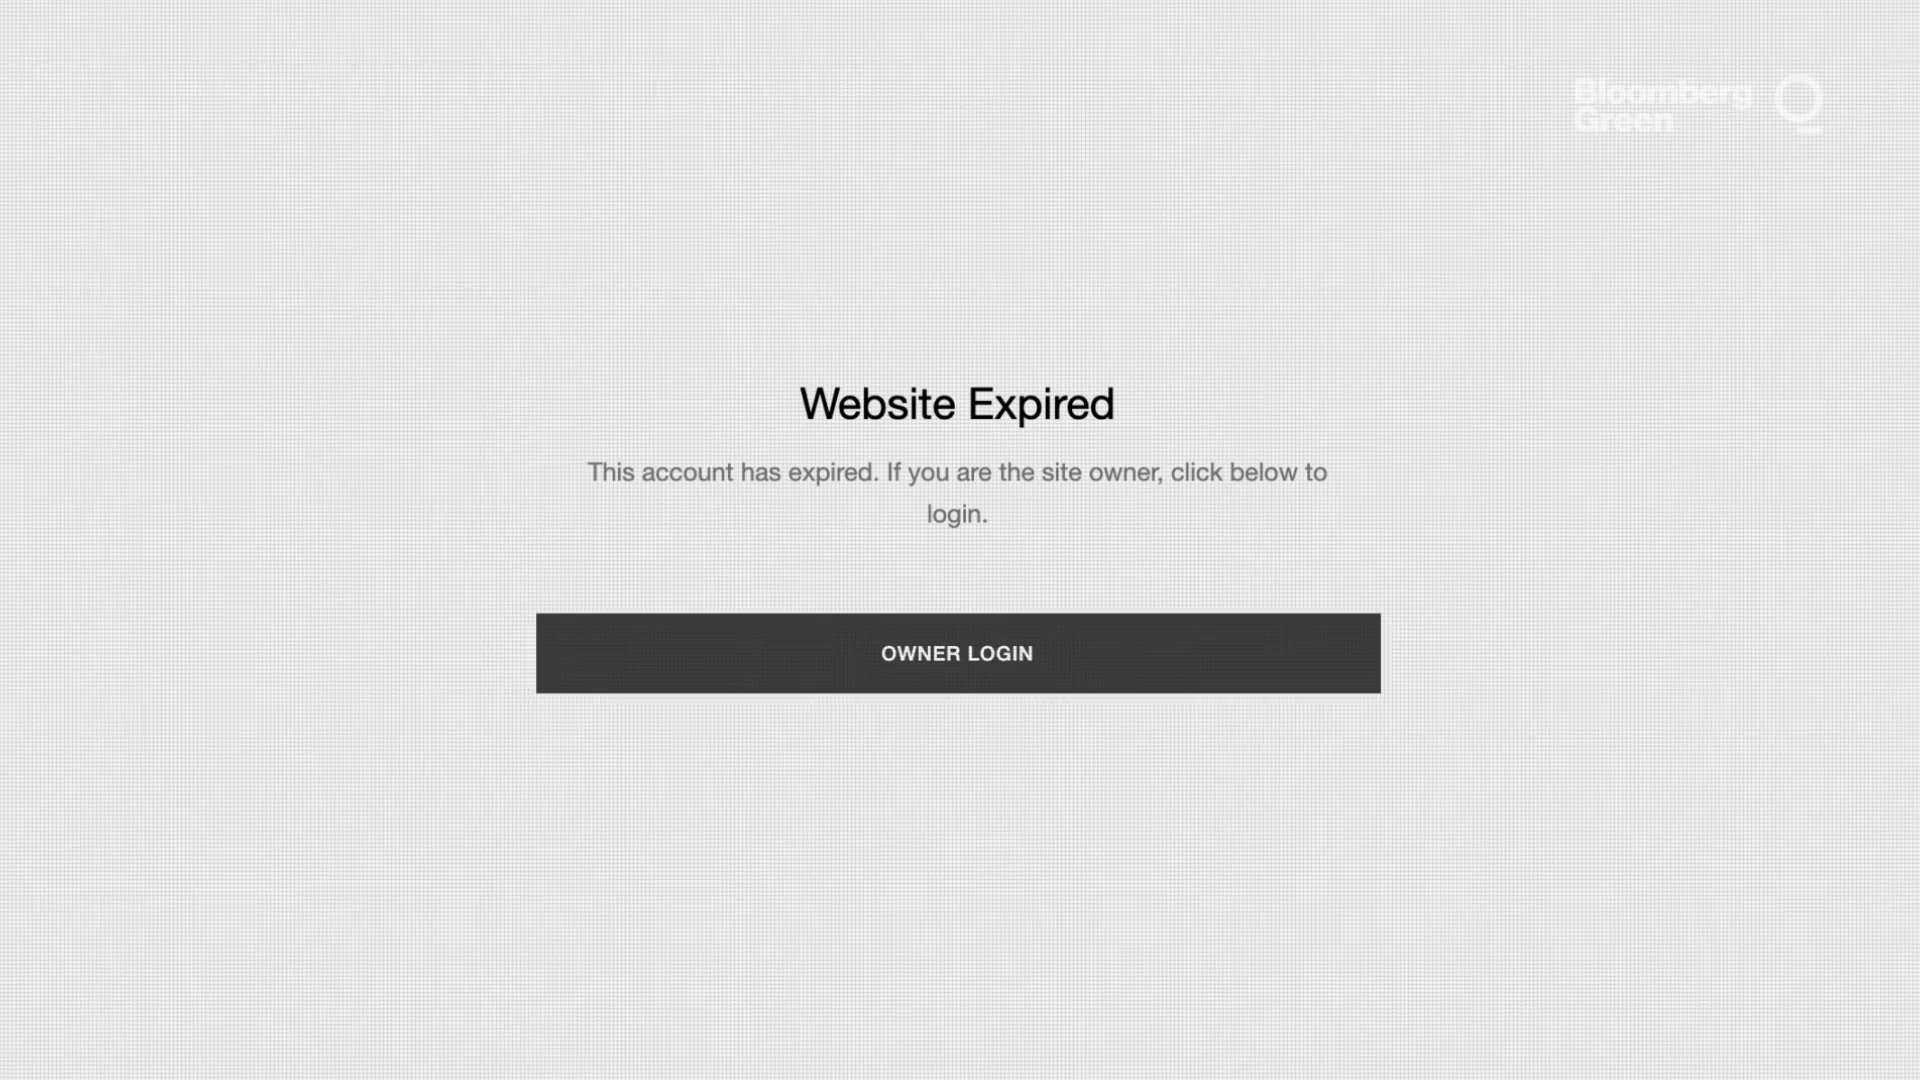 Bloomberg
Green
Website Expired
This account has expired. If you are the site owner, click below to
login.
OWNER LOGIN